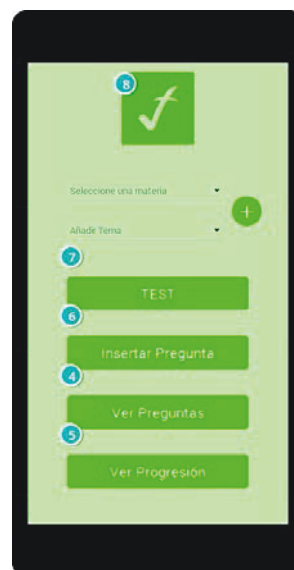 8
Seleccione una materia
+
Añadir Tema
7
TEST
6
Insertar Pregunta
4
Ver Preguntas
5
Ver Progresión